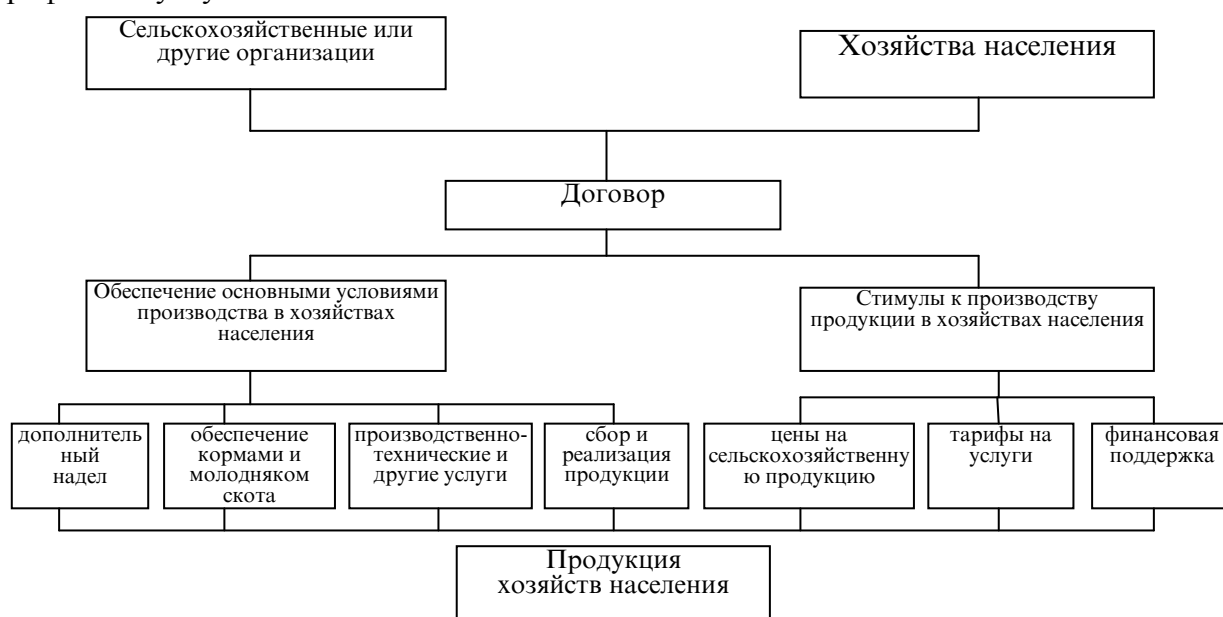 Сельскохозяйственные или
другие организации
Хозяйства населения
Договор
Обеспечение основными условиями
производства в хозяйствах
населения
Стимулы к производству
продукции в хозяйствах населения
дополнитель
ный
надел
обеспечение
кормами и
молодняком
скота
производственно-
технические и
другие услуги
сбор и
реализация
продукции
цены на
сельскохозяйственну
ю продукцию
тарифы на
услуги
финансовая
поддержка
Продукция
хозяйств населения